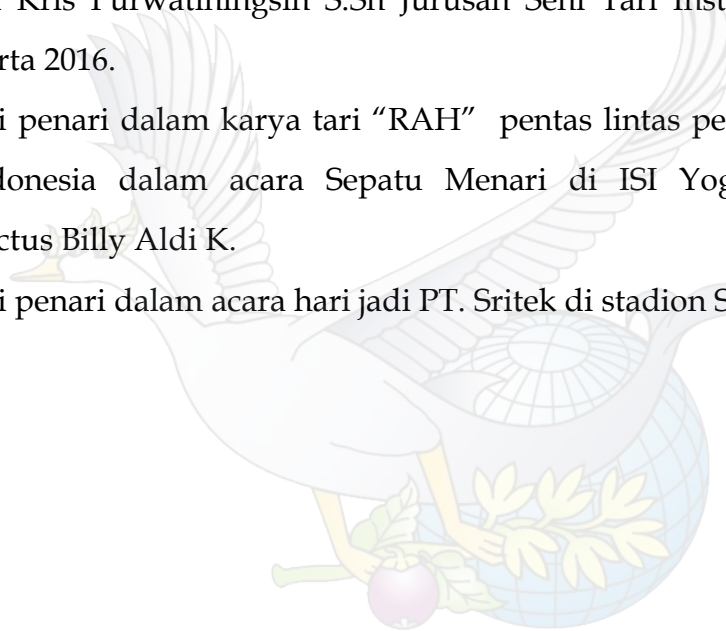 Kris Purwatiningsih S.Sn Jurusan Seni Tari Inst
rta 2016.
i penari dalam karya tari “RAH” pentas lintas pe
donesia dalam acara Sepatu Menari di ISI Yog
ctus Billy Aldi K.
i penari dalam acara hari jadi PT. Sritek di stadion S